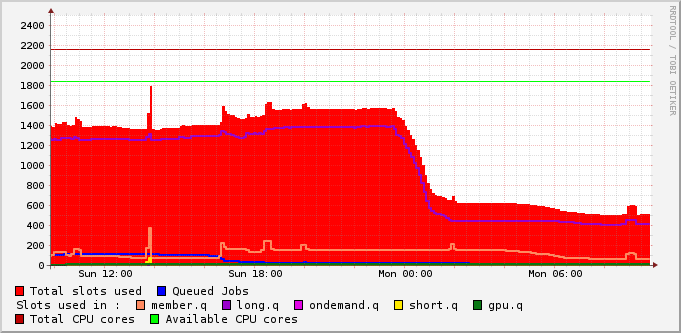 RRDTOOL / TOBI OETIKER
2400
2200
2000
1800
1600
1400
1200
1000
800
600
400
200
0
Sun 12:00 Sun 18:00 Mon 00:00 Mon 06:00
Total slots used Queued Jobs
Slots used in : member.q long.q ondemand.q short.q gpu.q
Total CPU cores Available CPU cores